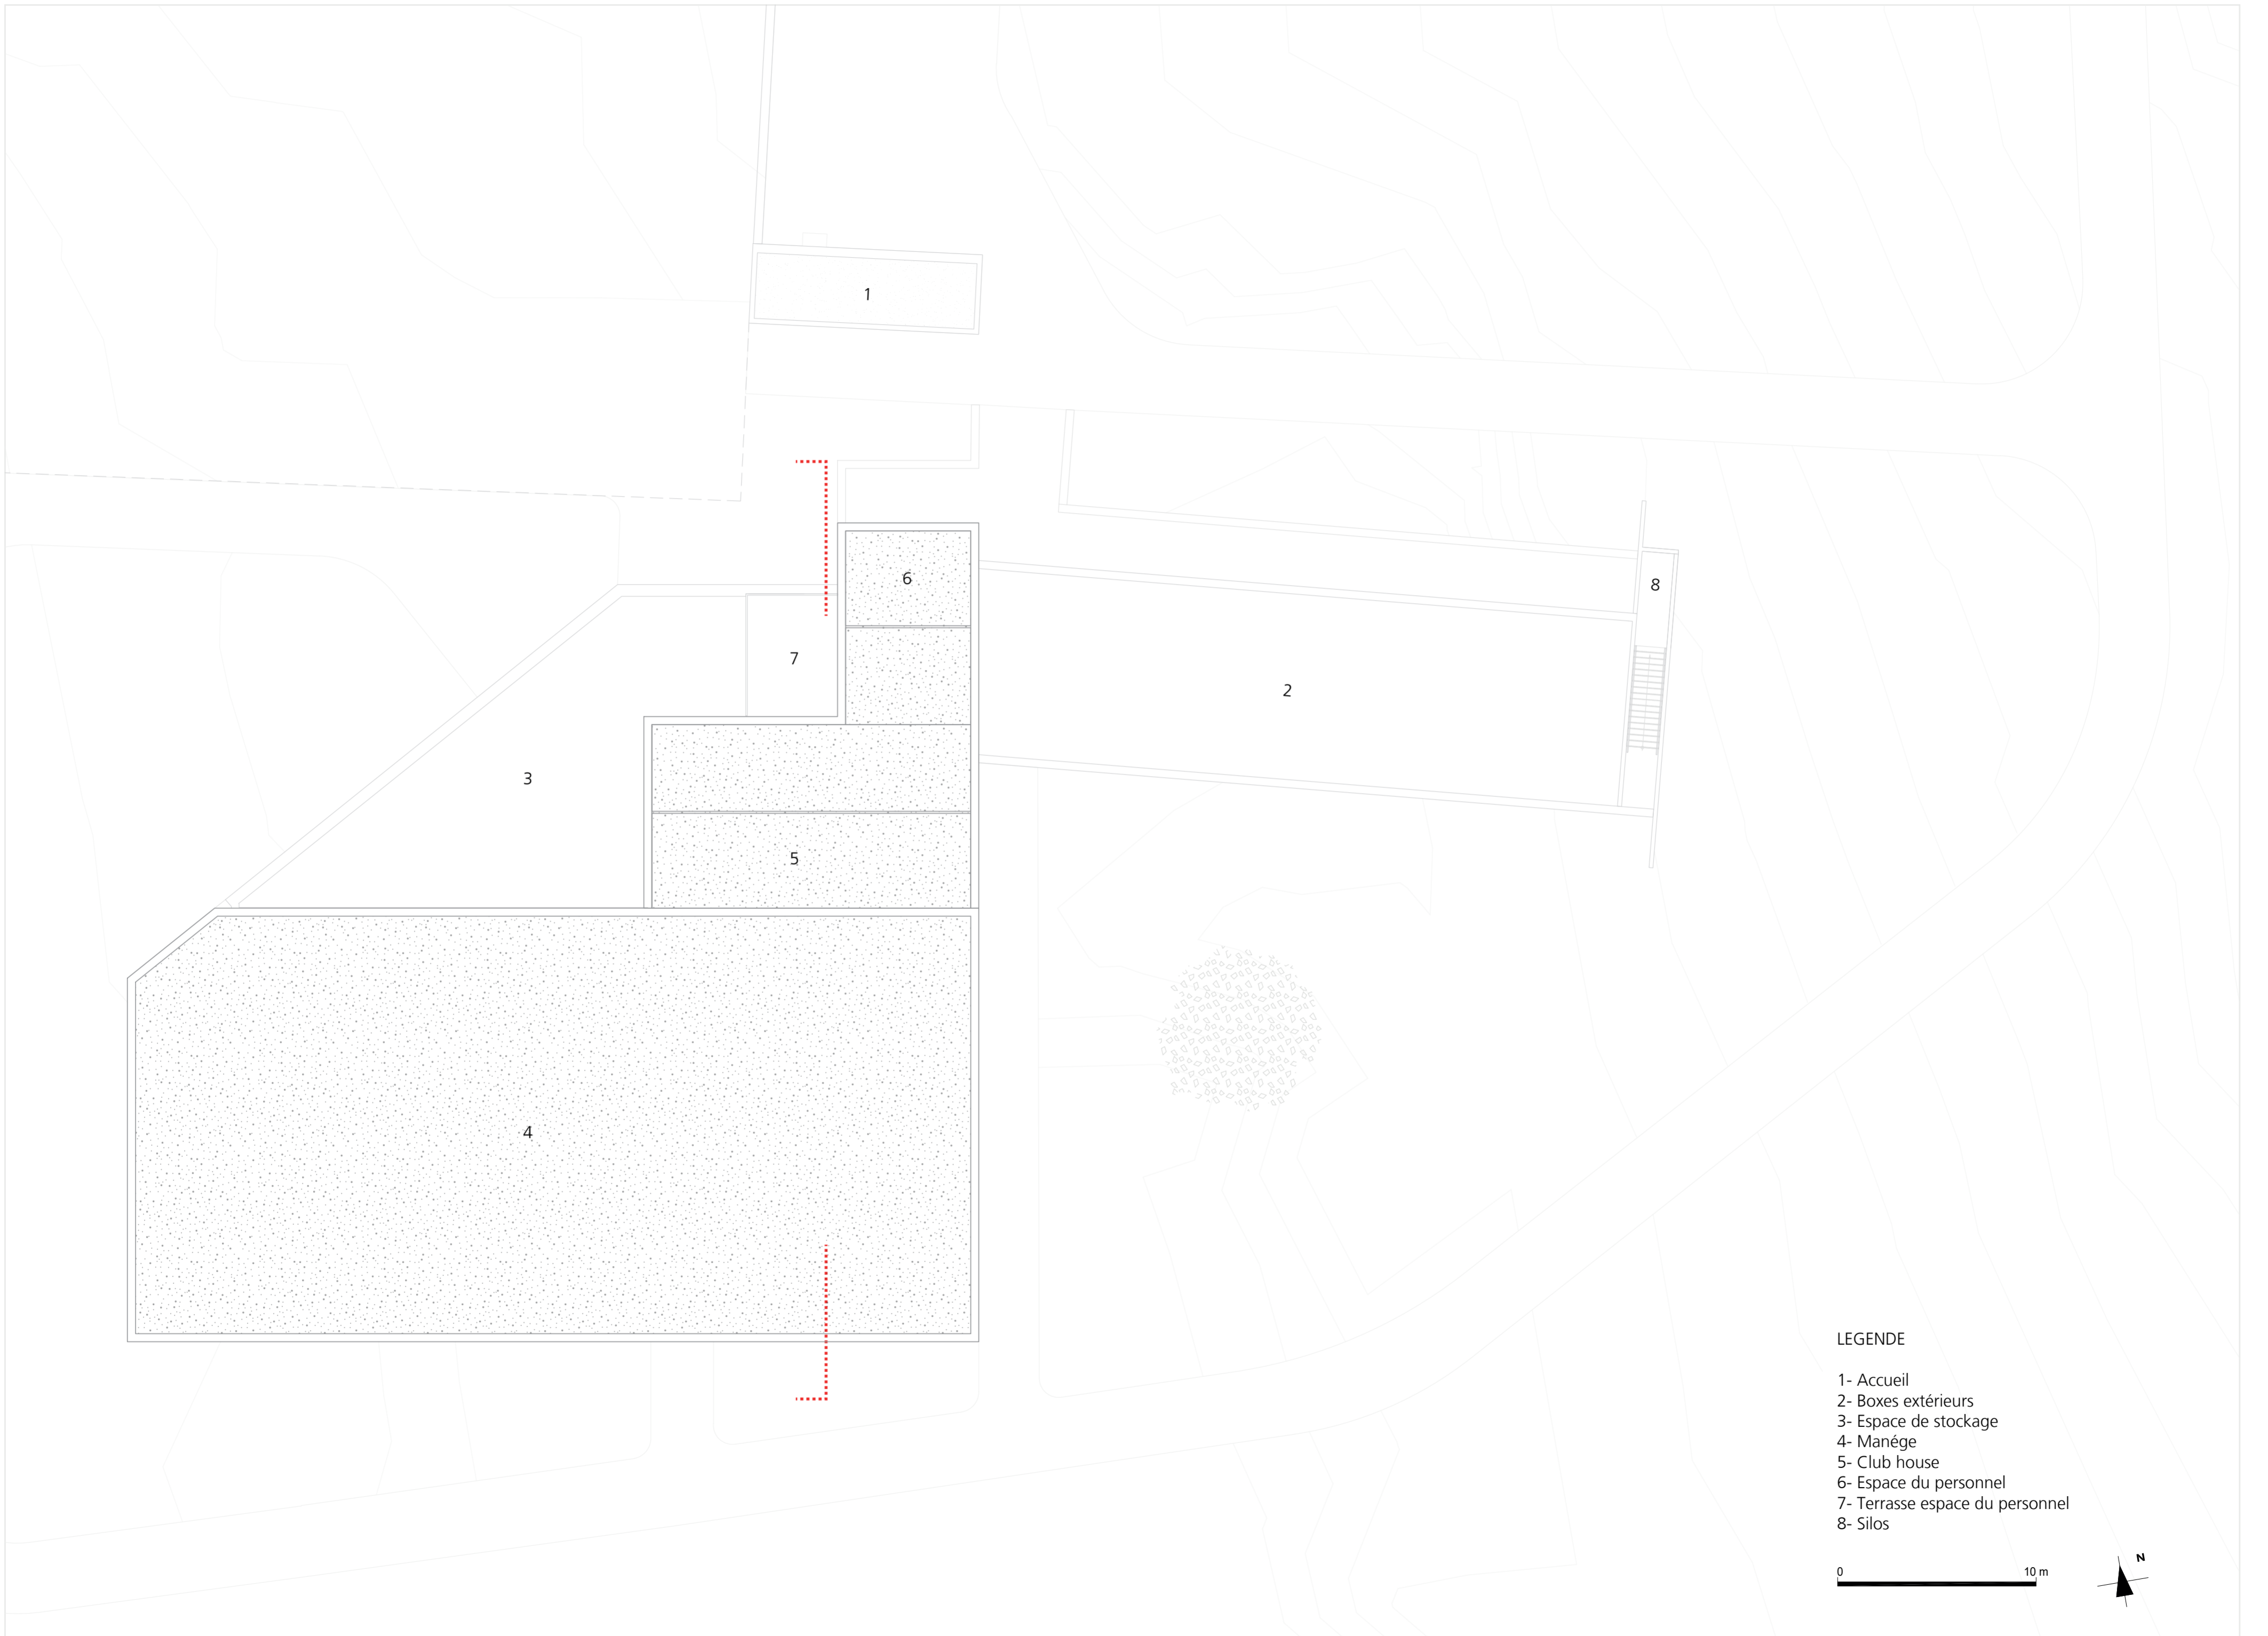 1
6
8
7
2
3
5
4
LEGENDE
1- Accueil
2- Boxes extérieurs
3- Espace de stockage
4- Manége
5- Club house
6- Espace du personnel
7- Terrasse espace du personnel
8- Silos
0 10 m
N